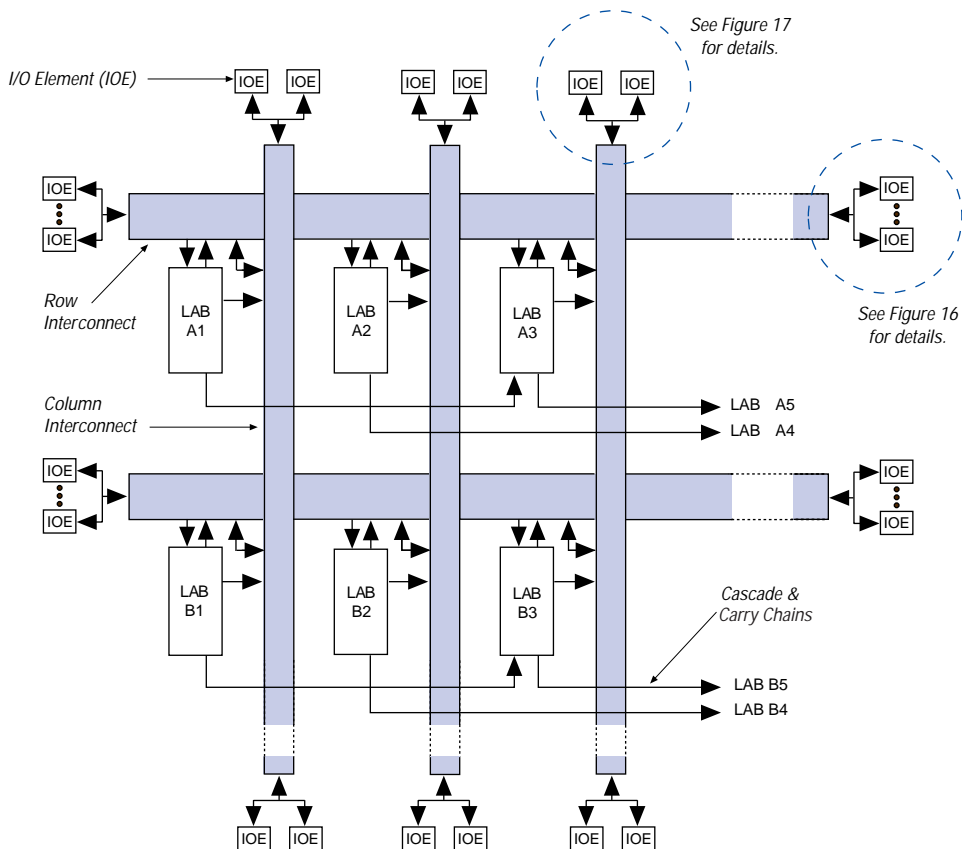 See Figure 17
for details.
I/O Element (IOE)
IOE IOE IOE IOE IOE IOE
IOE IOE
IOE IOE
Row
Interconnect
LAB
A1
LAB
A2
LAB
A3
See Figure 16
for details.
Column
Interconnect
LAB A5
LAB A4
IOE IOE
IOE IOE
LAB
B1
LAB
B2
LAB
B3
Cascade &
Carry Chains
LAB B5
LAB B4
IOE IOE IOE IOE IOE IOE